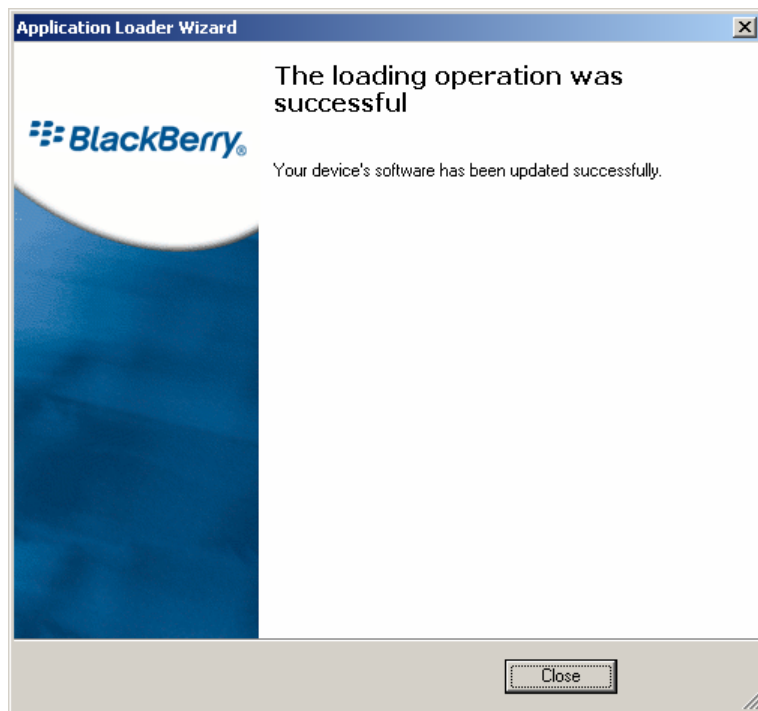 Application Loader Wizard
The loading operation was
successful
BlackBerry®
Your device's software has been updated successfully.
Close